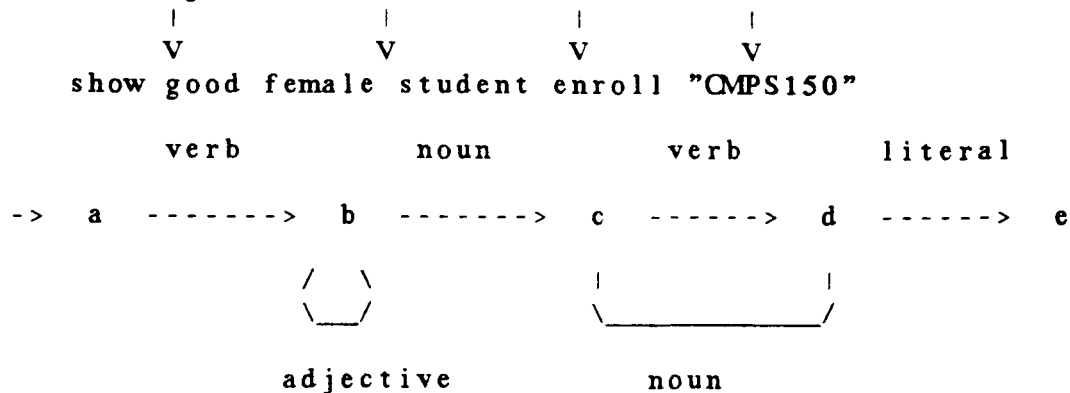 V V V V
show good female student enroll "CMPS150"
verb noun verb literal
-> a -------> b -------> c ------> d ------> e
adjective noun